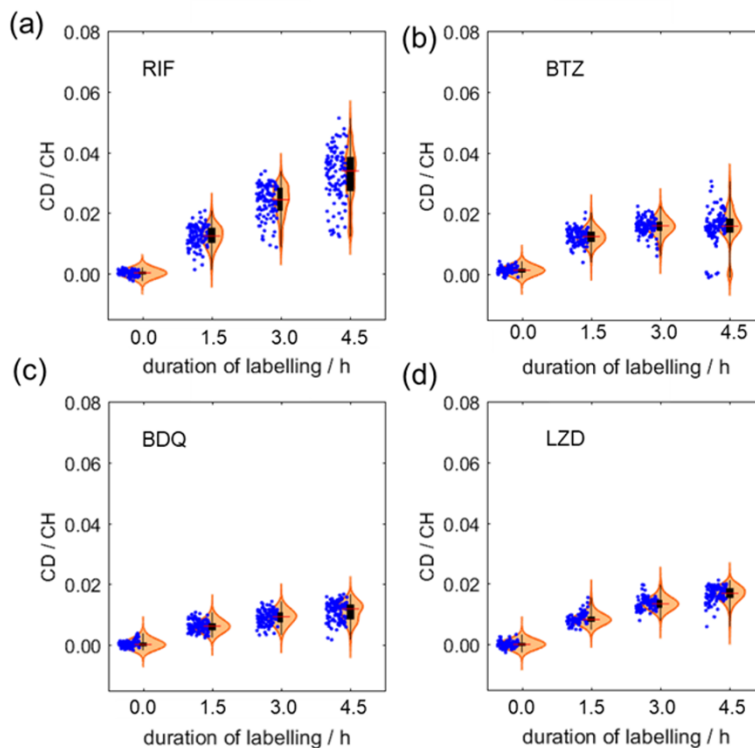 (a)
RIF
CD / CH
0.08
0.06
0.04
0.02
0.00
0.0 1.5 3.0 4.5
duration of labelling / h
(b)
BTZ
CD / CH
0.08
0.06
0.04
0.02
0.00
0.0 1.5 3.0 4.5
duration of labelling / h
(c)
BDQ
CD / CH
0.08
0.06
0.04
0.02
0.00
0.0 1.5 3.0 4.5
duration of labelling / h
(d)
LZD
CD / CH
0.08
0.06
0.04
0.02
0.00
0.0 1.5 3.0 4.5
duration of labelling / h